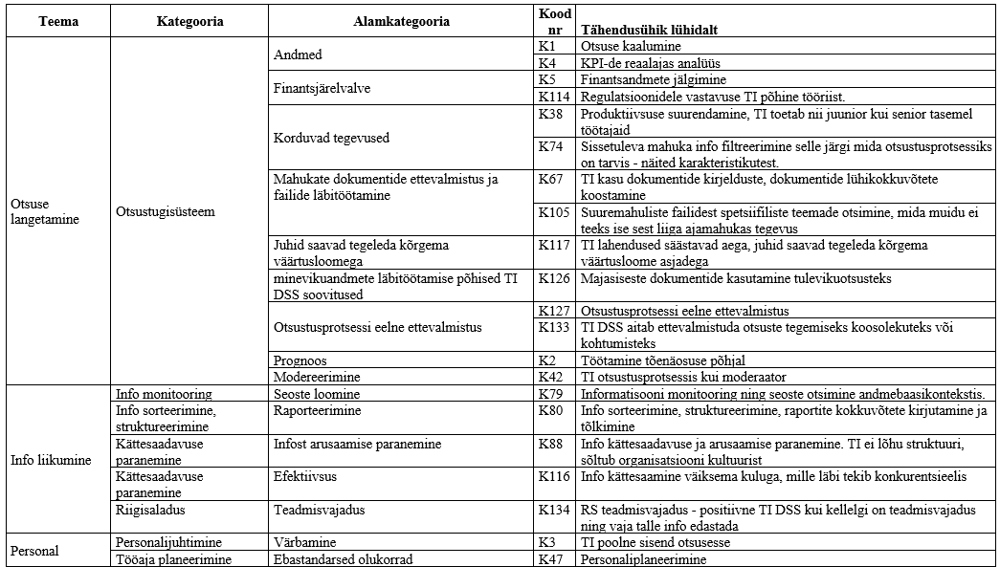 Teema Kategooria Alamkategooria Kood nr Tähendusühik lühidalt
Otsuse langetamine
Otsustugisüsteem
Andmed
K1 Otsuse kaalumine
K4 KPI-de reaalajas analüüs
Finantsjärelvalve
K5 Finantsandmete jälgimine
K114 Regulatsioonidele vastavuse TI põhine tööriist.
Korduvad tegevused
K38 Produktiivsuse suurendamine, TI toetab nii juunior kui senior tasemel
töötajaid
K74 Sissetuleva mahuka info filtreerimine selle järgi mida otsustusprotsessiks
on tarvis - näited karakteristikutest.
Mahukate dokumentide ettevalmistus ja
failide läbitöötamine
K67 TI kasu dokumentide kirjelduste, dokumentide lühikokkuvõtete
koostamine
K105 Suuremahuliste failidest spetsiifiliste teemade otsimine, mida muidu ei
teeks ise sest liiga ajamahukas tegevus
Juhid saavad tegeleda kõrgema
väärtusloomega
K117 TI lahendused säästavad aega, juhid saavad tegeleda kõrgema
väärtusloome asjadega
minevikuandmete läbitöötamise põhised TI
DSS soovitused
K126 Majasiseste dokumentide kasutamine tulevikuotsusteks
Otsustusprotsessi eelne ettevalmistus
K127 Otsustusprotsessi eelne ettevalmistus
K133 TI DSS aitab ettevalmistuda otsuste tegemiseks koosolekuteks või
kohtumisteks
Prognoos K2 Töötamine tõenäosuse põhjal
Modereerimine K42 TI otsustusprotsessis kui moderaator
Info liikumine
Info monitooring Seoste loomine K79 Informatisooni monitooring ning seoste otsimine andmebaasikontekstis.
Info sorteerimine,
struktureerimine
Raporteerimine K80 Info sorteerimine, struktureerimine, raportite kokkuvõtete kirjutamine ja
tõlkimine
Kättesaadavuse
paranemine
Infost arusaamise paranemine K88 Info kättesaadavuse ja arusaamise paranemine. TI ei lõhu struktuuri,
sõltub organisatsiooni kultuurist
Kättesaadavuse
paranemine
Efektiivsus K116 Info kättesaamine väiksema kuluga, mille läbi tekib konkurentsieelis
Riigisaladus Teadmisvajadus K134 RS teadmisvajadus - positiivne TI DSS kui kellelgi on teadmisvajadus
ning vaja talle info edastada
Personal
Personalijuhtimine Värbamine K3 TI poolne sisend otsusesse
Tööaja planeerimine Ebastandarsed olukorrad K47 Personaliplaneerimine